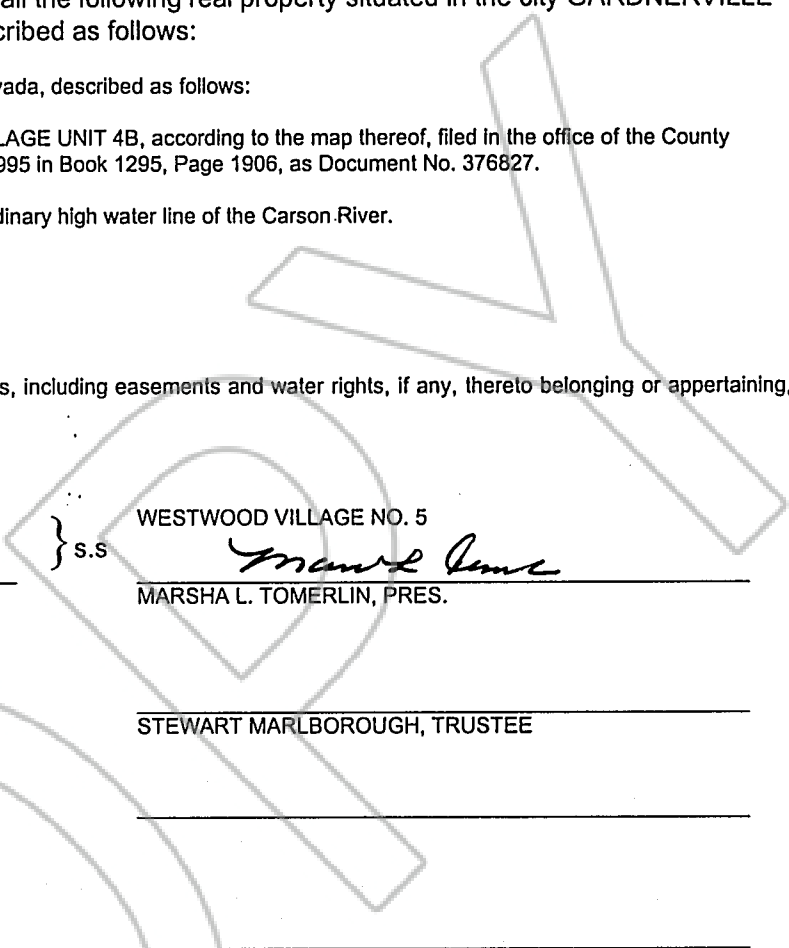 all the following real property situated in the city GARDNERVILLE
cribed as follows:
vada, described as follows:
LAGE UNIT 4B, according to the map thereof, filed in the office of the County
995 in Book 1295, Page 1906, as Document No. 376827.
dinary high water line of the Carson River.
s, including easements and water rights, if any, thereto belonging or appertaining,
} s.s
WESTWOOD VILLAGE NO. 5
MARSHA L. TOMERLIN, PRES.
STEWART MARLBOROUGH, TRUSTEE